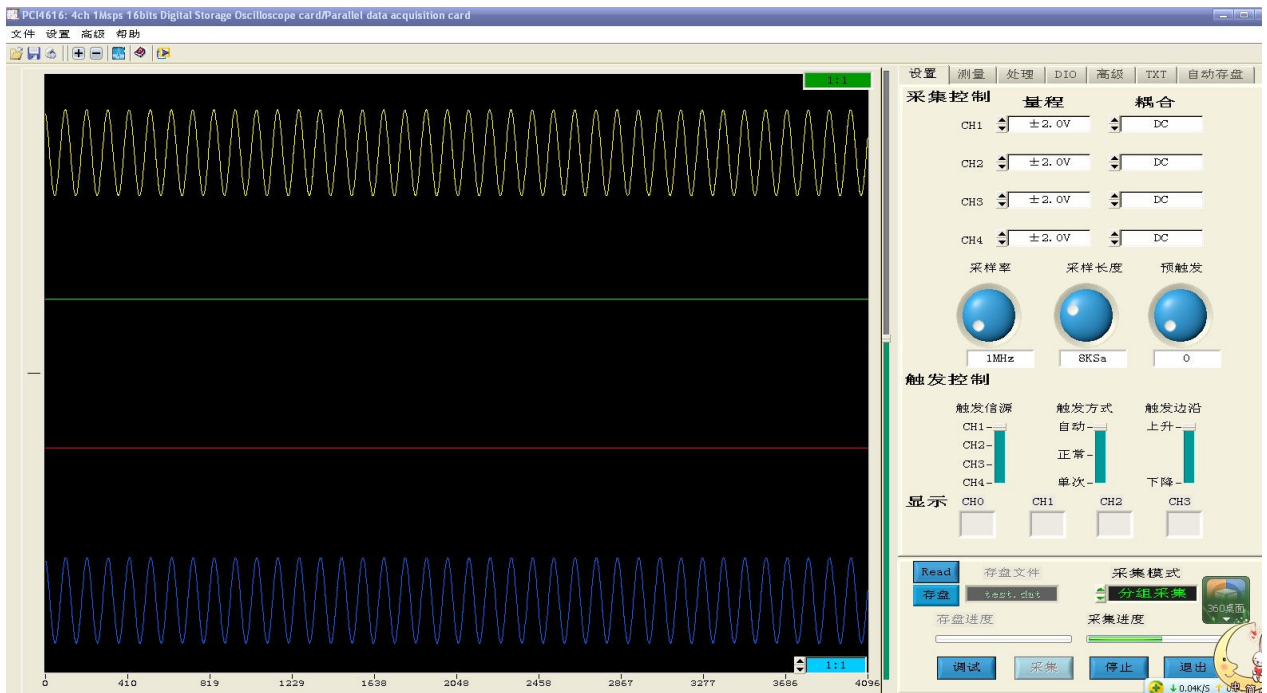 PCI4616: 4ch 1Msps 16bits Digital Storage Oscilloscope card/Parallel data acquisition card
文件 设置 高级 帮助
1:1
设置 测量 处理 DIO 高级 TXT 自动存盘
采集控制 量程 耦合
CH1 ±2.0V DC
CH2 ±2.0V DC
CH3 ±2.0V DC
CH4 ±2.0V DC
采样率 采样长度 预触发
1MHz 8KSa 0
触发控制
触发信源 触发方式 触发边沿
CH1 自动 上升
CH2
正常
CH3
CH4 单次 下降
显示 CH0 CH1 CH2 CH3
Read 存盘文件 采集模式
存盘 test.dat 分组采集
360桌面
存盘进度 采集进度
1:1
调试 采集 停止 退出
0 410 819 1229 1638 2048 2458 2867 3277 3686 4096
↓0.04K/S